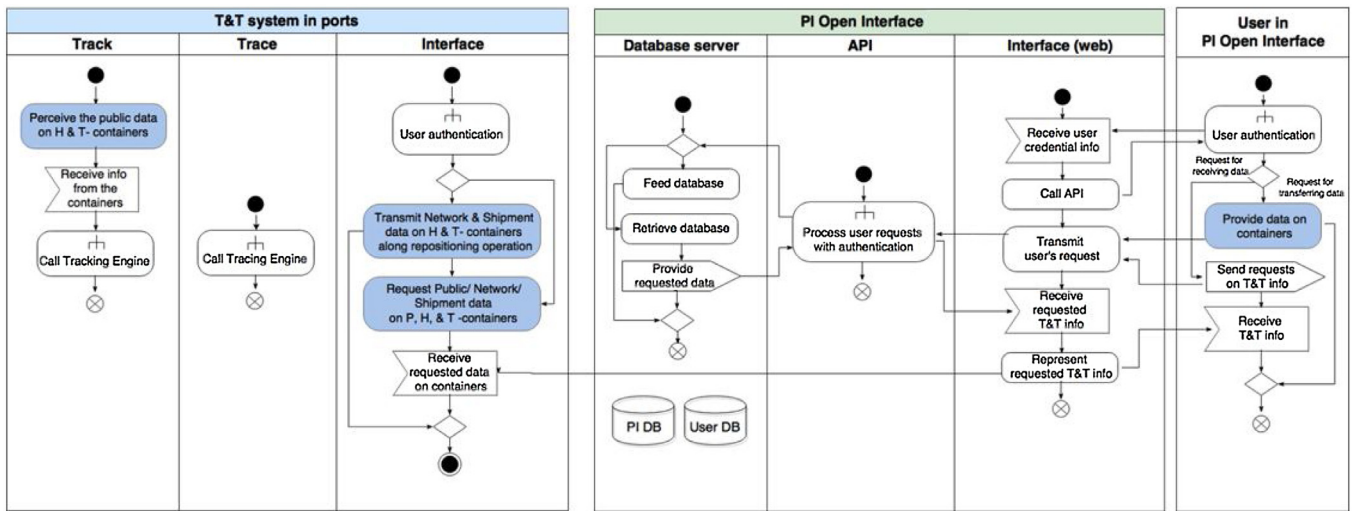 T&T system in ports
Track
Trace
Interface
Perceive the public data
on H & T- containers
Receive info
from the
containers
Call Tracking Engine
Call Tracing Engine
User authentication
Transmit Network & Shipment
data on H & T- containers
along repositioning operation
Request Public/ Network/
Shipment data
on P, H, & T -containers
Receive
requested data
on containers
PI Open Interface
Database server
API
Interface (web)
Feed database
Retrieve database
Provide
requested data
PI DB
User DB
Process user requests
with authentication
Receive user
credential info
Call API
Transmit
user's request
Receive
requested
T&T info
Represent
requested T&T info
User in
PI Open Interface
User authentication
Request for
receiving data
Request for
transferring data
Provide data on
containers
Send requests
on T&T info
Receive
T&T info